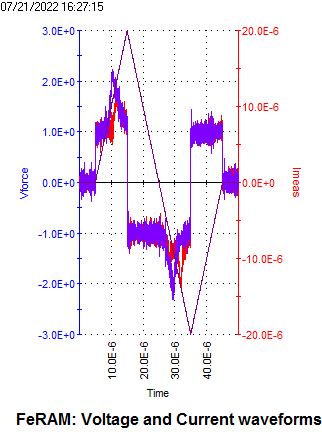 07/21/2022 16:27:15
3.0E+0
2.0E+0
1.0E+0
0.0E+0
-1.0E+0
-2.0E+0
-3.0E+0
Vforce
20.0E-6
10.0E-6
0.0E+0
-10.0E-6
-20.0E-6
Imeas
10.0E-6
20.0E-6
30.0E-6
40.0E-6
Time
FeRAM: Voltage and Current waveforms